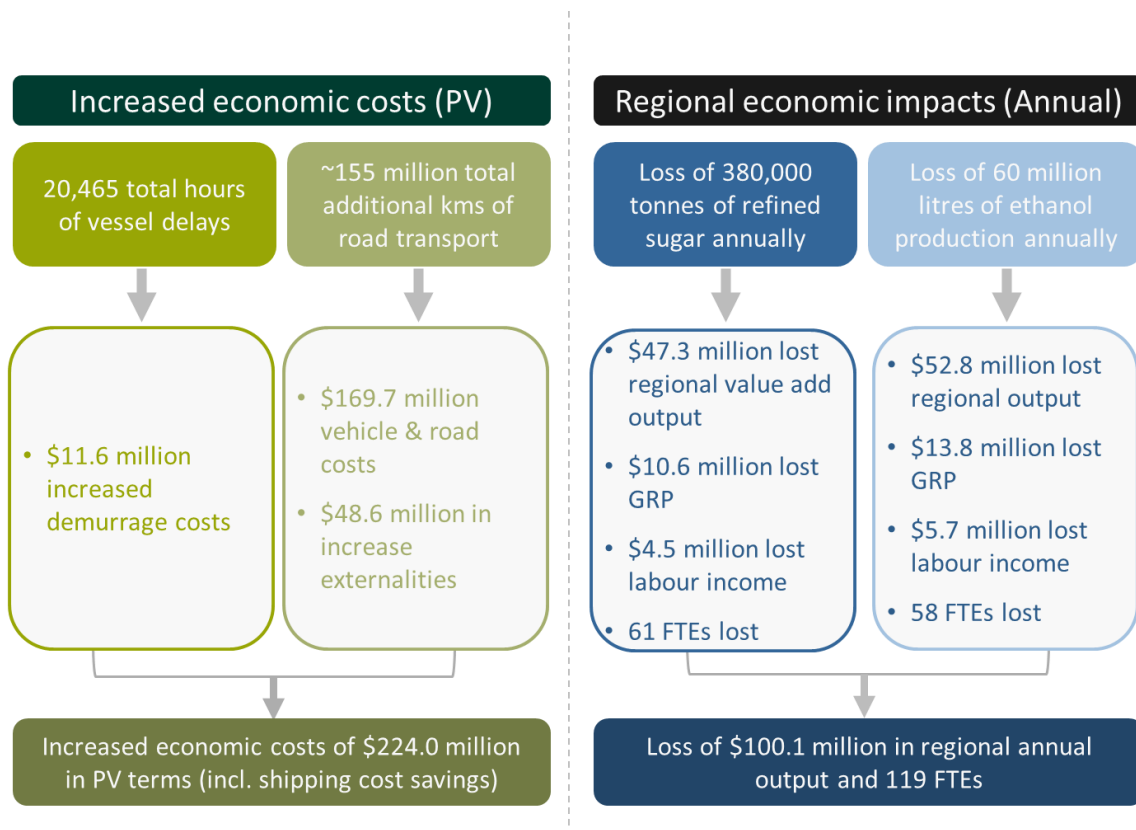 Increased economic costs (PV)
20,465 total hours
of vessel delays
~155 million total
additional kms of
road transport
• $11.6 million
increased
demurrage costs
• $169.7 million
vehicle & road
costs
• $48.6 million in
increase
externalities
Increased economic costs of $224.0 million
in PV terms (incl. shipping cost savings)
Regional economic impacts (Annual)
Loss of 380,000
tonnes of refined
sugar annually
Loss of 60 million
litres of ethanol
production annually
• $47.3 million lost
regional value add
output
• $10.6 million lost
GRP
• $4.5 million lost
labour income
• 61 FTEs lost
• $52.8 million lost
regional output
• $13.8 million lost
GRP
• $5.7 million lost
labour income
• 58 FTEs lost
Loss of $100.1 million in regional annual
output and 119 FTEs